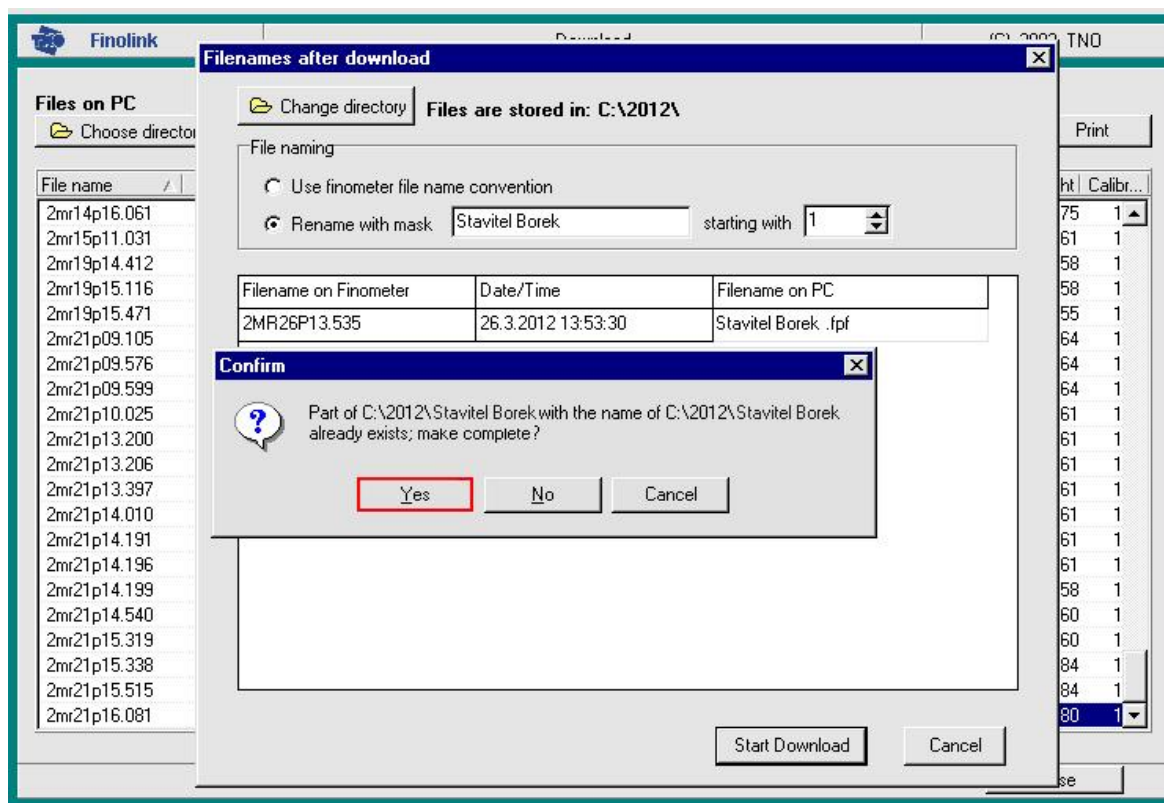 Finolink
TNO
Filenames after download
Files on PC
Change directory
Files are stored in: C:\2012\
Print
File naming
Use finometer file name convention
File name
Calibr...
Rename with mask
Stavitel Borek
starting with
1
2mr14p16.061
75 1
2mr15p11.031
61 1
2mr19p14.412
58 1
2mr19p15.116
Filename on Finometer Date/Time Filename on PC
58 1
2mr19p15.471
2MR26P13.535 26.3.2012 13:53:30 Stavitel Borek .fpf
55 1
2mr21p09.105
64 1
2mr21p09.576
Confirm
64 1
2mr21p09.599
64 1
2mr21p10.025
Part of C:\2012\Stavitel Borek with the name of C:\2012\Stavitel Borek
already exists; make complete?
61 1
2mr21p13.200
61 1
2mr21p13.206
61 1
2mr21p13.397
Yes
No
Cancel
61 1
2mr21p14.010
61 1
2mr21p14.191
61 1
2mr21p14.196
61 1
2mr21p14.199
58 1
2mr21p14.540
60 1
2mr21p15.319
60 1
2mr21p15.338
84 1
2mr21p15.515
84 1
2mr21p16.081
80 1
Start Download
Cancel